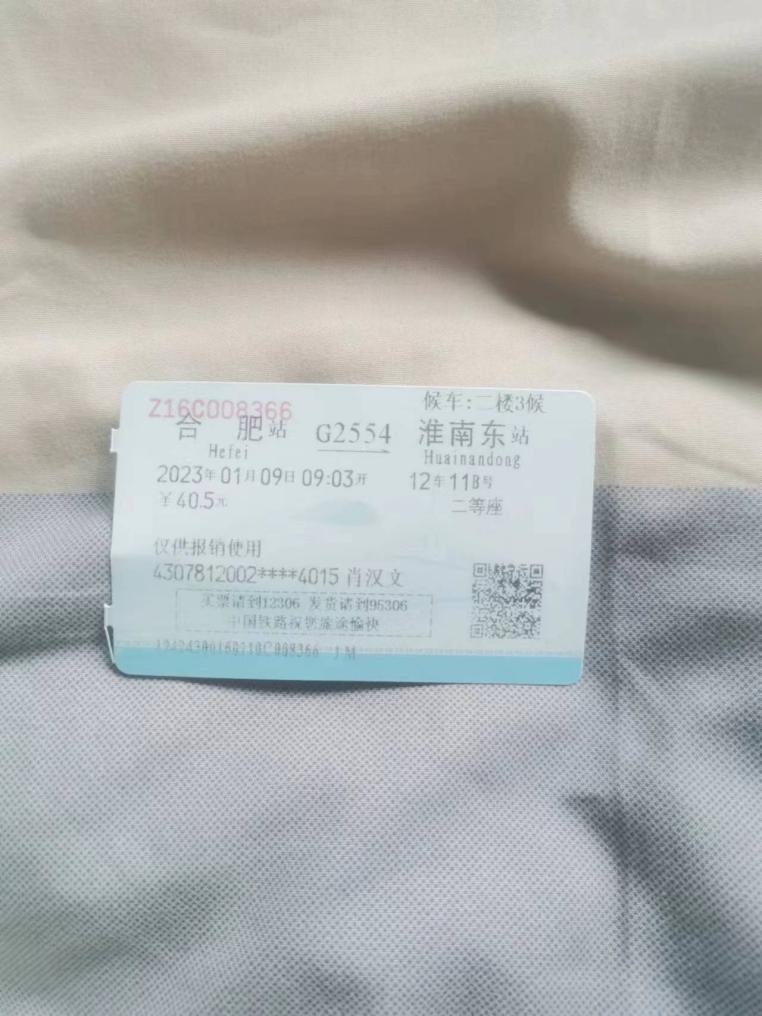 Z16C008366
候车:二楼3候
合肥站 G2554 淮南东站
Hefei Huainandong
2023年01月09日09:03开 12车11B号
￥40.5元 二等座
仅供报销使用
4307812002****4015 肖汉文
买票请到12306 发货请到95306
中国铁路祝您旅途愉快
JM